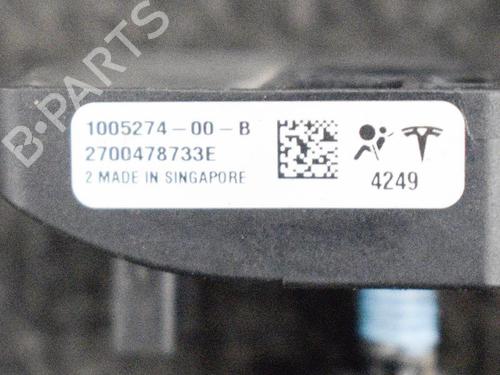 B-PARTS
1005274-00-B
2700478733E
2 MADE IN SINGAPORE
4249